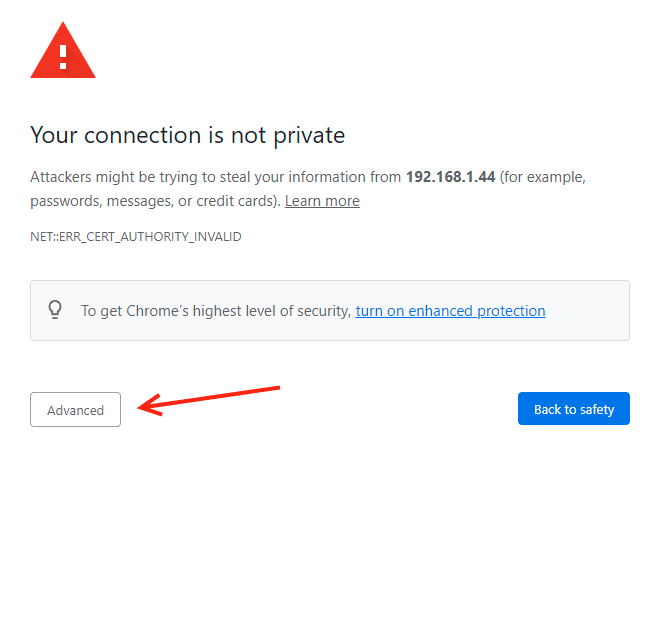 Your connection is not private
Attackers might be trying to steal your information from 192.168.1.44 (for example,
passwords, messages, or credit cards). Learn more
NET::ERR_CERT_AUTHORITY_INVALID
To get Chrome's highest level of security, turn on enhanced protection
Advanced
Back to safety